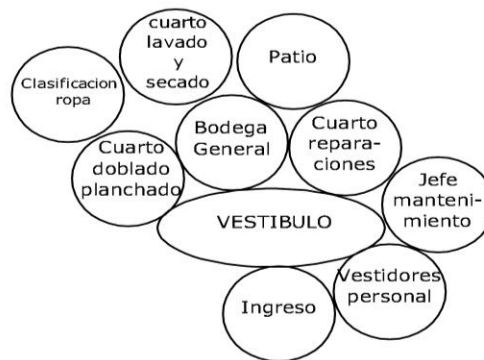 cuarto
lavado
y
secado
Patio
Clasificacion
ropa
Bodega
General
Cuarto
repara-
ciones
Cuarto
doblado
planchado
Jefe
manteni-
miento
VESTIBULO
Vestidores
personal
Ingreso